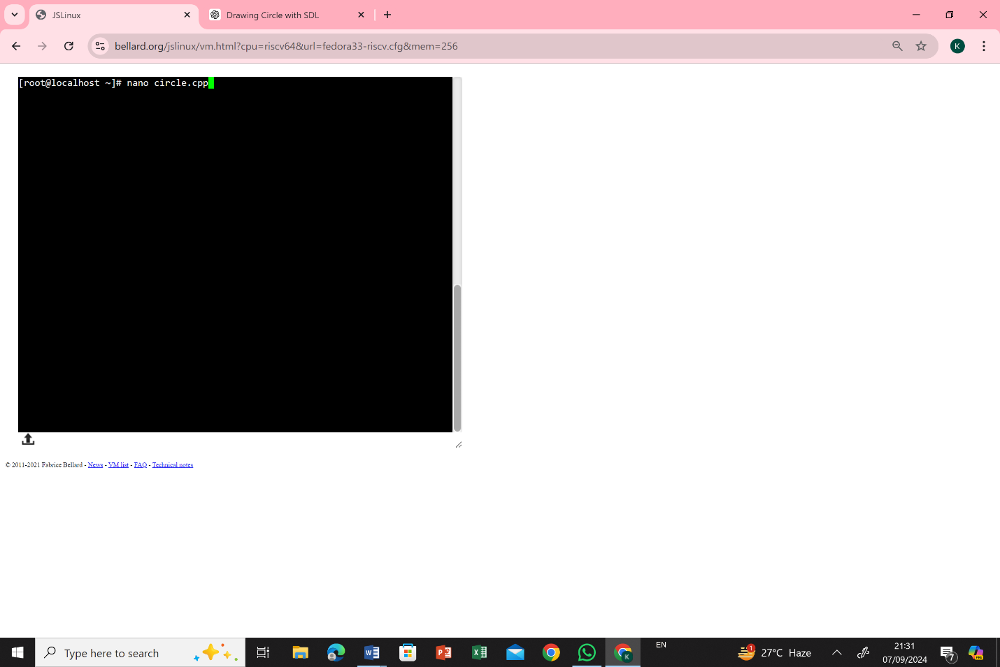 JSLinux
Drawing Circle with SDL
bellard.org/jslinux/vm.html?cpu=riscv64&url=fedora33-riscv.cfg&mem=256
K
[root@localhost ~]# nano circle.cpp
© 2011-2021 Fabrice Bellard - News - VM list - FAQ - Technical notes
Type here to search
EN
1
27°C Haze
21:31
07/09/2024
7